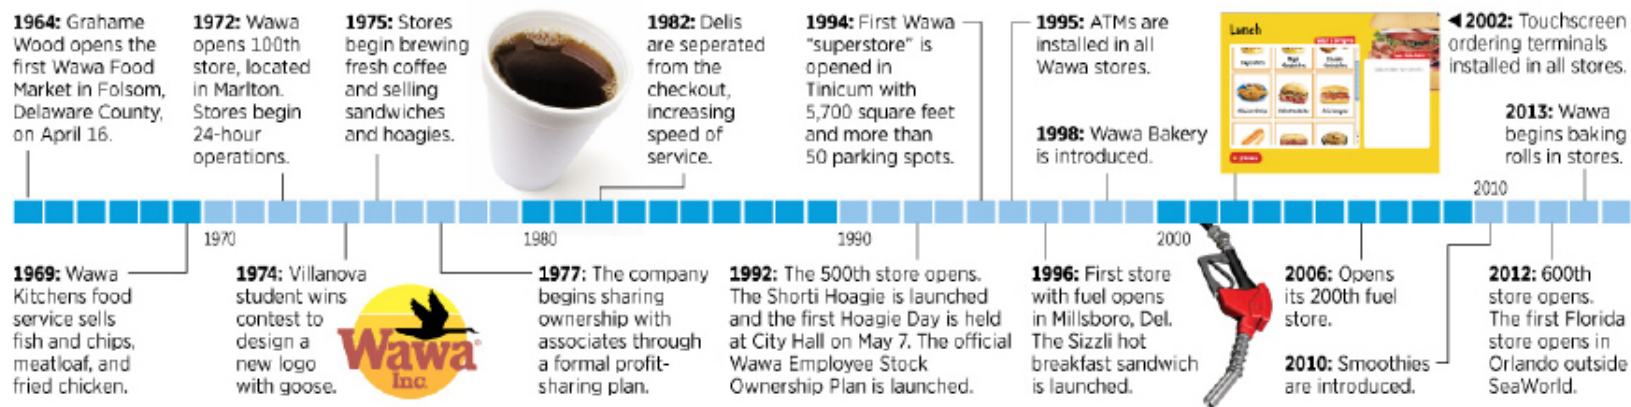 1964: Grahame
Wood opens the
first Wawa Food
Market in Folsom,
Delaware County,
on April 16.
1972: Wawa
opens 100th
store, located
in Marlton.
Stores begin
24-hour
operations.
1975: Stores
begin brewing
fresh coffee
and selling
sandwiches
and hoagies.
1982: Delis
are seperated
from the
checkout,
increasing
speed of
service.
1994: First Wawa
"superstore" is
opened in
Tinicum with
5,700 square feet
and more than
50 parking spots.
1995: ATMs are
installed in all
Wawa stores.
1998: Wawa Bakery
is introduced.
Lunch
◀2002: Touchscreen
ordering terminals
installed in all stores.
2013: Wawa
begins baking
rolls in stores.
1970
1980
1990
2000
2010
1969: Wawa
Kitchens food
service sells
fish and chips,
meatloaf, and
fried chicken.
1974: Villanova
student wins
contest to
design a
new logo
with goose.
Wawa®
Inc.
1977: The company
begins sharing
ownership with
associates through
a formal profit-
sharing plan.
1992: The 500th store opens.
The Shorti Hoagie is launched
and the first Hoagie Day is held
at City Hall on May 7. The official
Wawa Employee Stock
Ownership Plan is launched.
1996: First store
with fuel opens
in Millsboro, Del.
The Sizzli hot
breakfast sandwich
is launched.
2006: Opens
its 200th fuel
store.
2010: Smoothies
are introduced.
2012: 600th
store opens.
The first Florida
store opens in
Orlando outside
SeaWorld.